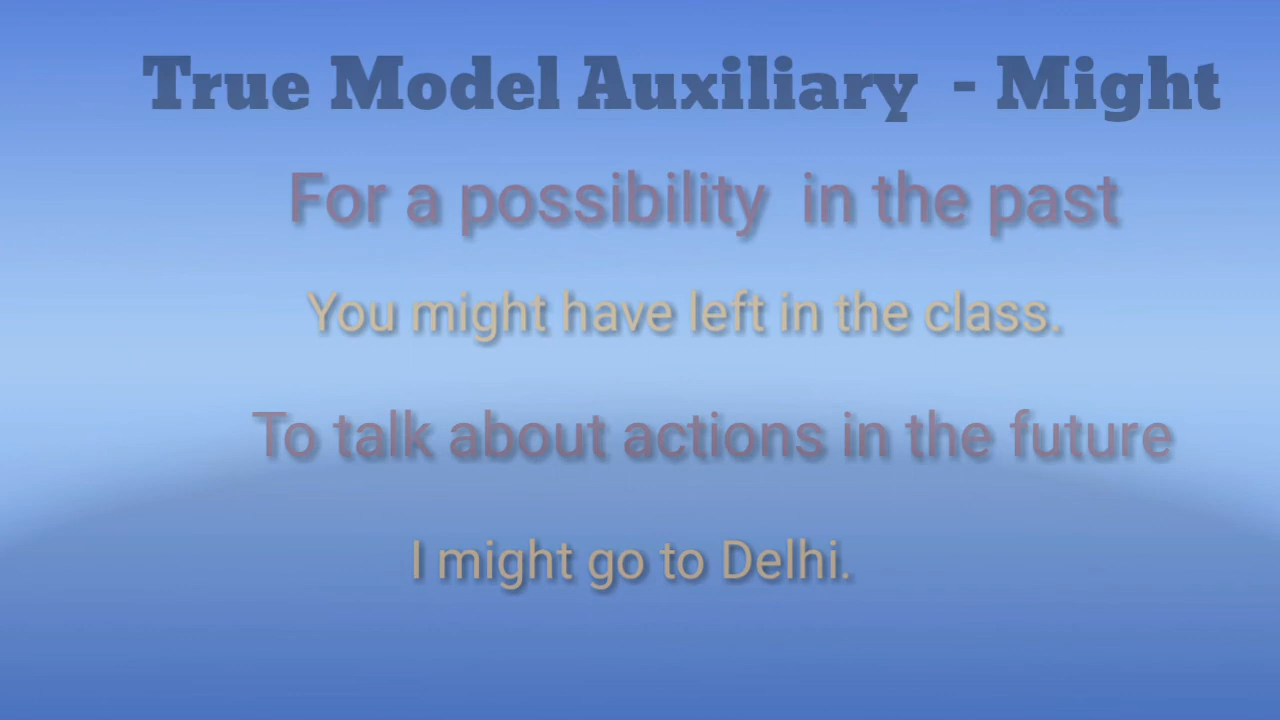 True Model Auxiliary - Might
For a possibility in the past
You might have left in the class.
To talk about actions in the future
I might go to Delhi.